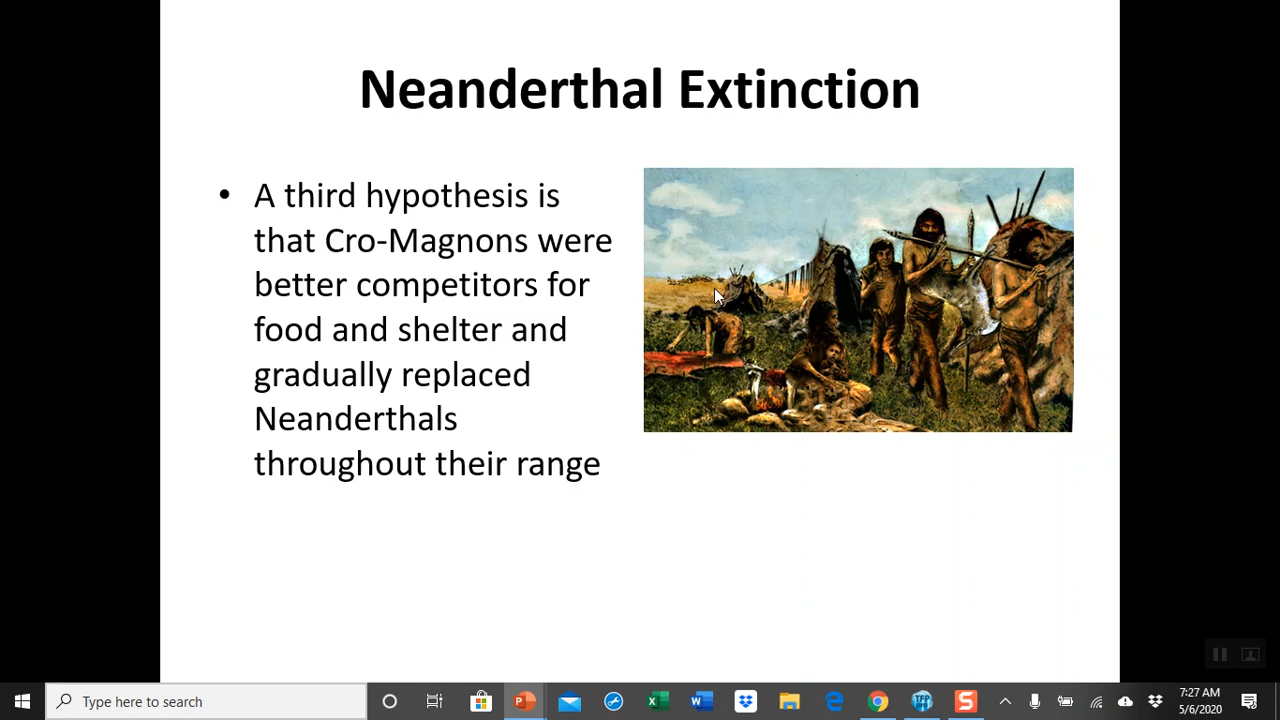 Neanderthal Extinction
• A third hypothesis is
that Cro-Magnons were
better competitors for
food and shelter and
gradually replaced
Neanderthals
throughout their range
Type here to search
7:27 AM
5/6/2020